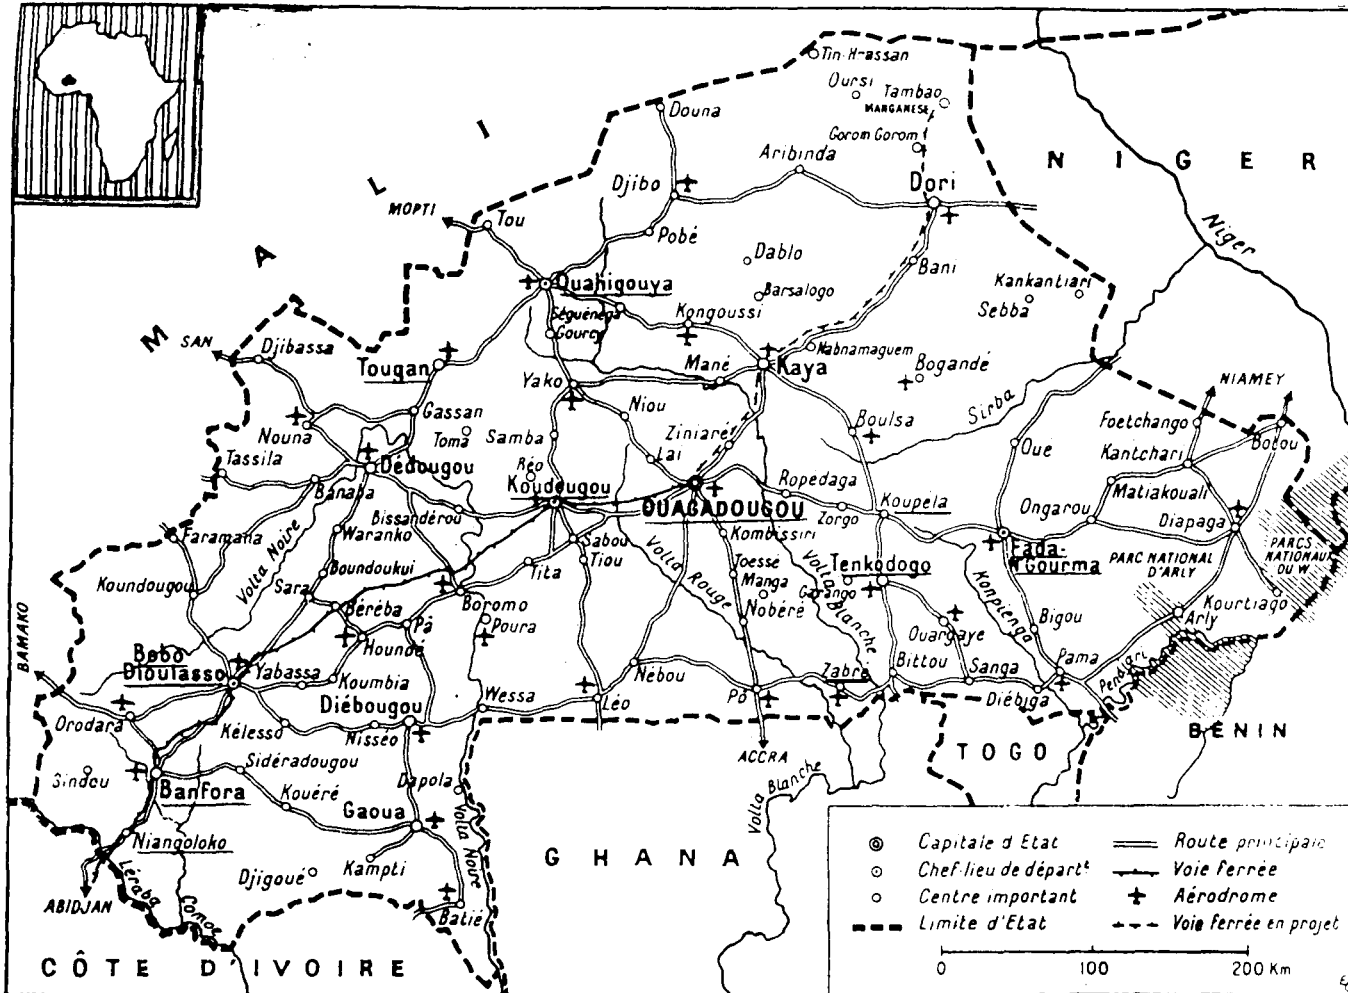 Tin-Hrassan
Oursi
Tambao
MANGANESE
Douna
Gorom Gorom
Aribinda
NIGER
Djibo
Dori
MALI
MOPTI
Tou
Pobé
Niger
Dablo
Bani
Ouahigouya
Kankantiari
Barsalogo
Sebba
Séguénéga
Kongoussi
Gourcy
SAN
Djibassa
Nabnamaguem
Tougan
Mané
Kaya
Bogandé
NIAMEY
Yako
Sirba
Gassan
Niou
Boulsa
Foetchango
Nouna
Toma
Samba
Ziniaré
Botou
Lai
Oué
Tassila
Dédougou
Réo
Kantchari
Banaba
Koudougou
Ropédaga
Matiakouali
Bissandérou
OUAGADOUGOU
Zorgo
Koupela
Ongarou
Diapaga
Faramana
Volta Noire
Waranko
Sabou
Kombissiri
Fada-
N'Gourma
PARC NATIONAL
D'ARLY
PARCS
NATIONAUX
DU W
Koundougou
Boundoukui
Tita
Tiou
Volta Rouge
Toessé
Manga
Volta Blanche
Tenkodogo
Garango
Konpienga
Sara
Béréba
Boromo
Nobéré
Kourtiago
Arly
Poura
Pâ
Ouargaye
Bigou
BAMAKO
Bobo
Dioulasso
Yabassa
Houndé
Koumbia
Nébou
Zabré
Bittou
Sanga
Pama
Pendjari
Orodara
Kélesso
Diébougou
Wessa
Léo
Pô
Diébiga
Nisséo
BÉNIN
TOGO
ACCRA
Sindou
Banfora
Sidéradougou
Dapola
Volta Blanche
Kouéré
Gaoua
Volta Noire
Niangoloko
GHANA
Kampti
Djigoué
ABIDJAN
Léraba
Comoé
Batié
CÔTE D'IVOIRE
Capitale d'Etat
Chef-lieu de départt
Centre important
Limite d'Etat
Route principale
Voie ferrée
Aérodrome
Voie ferrée en projet
0 100 200 Km